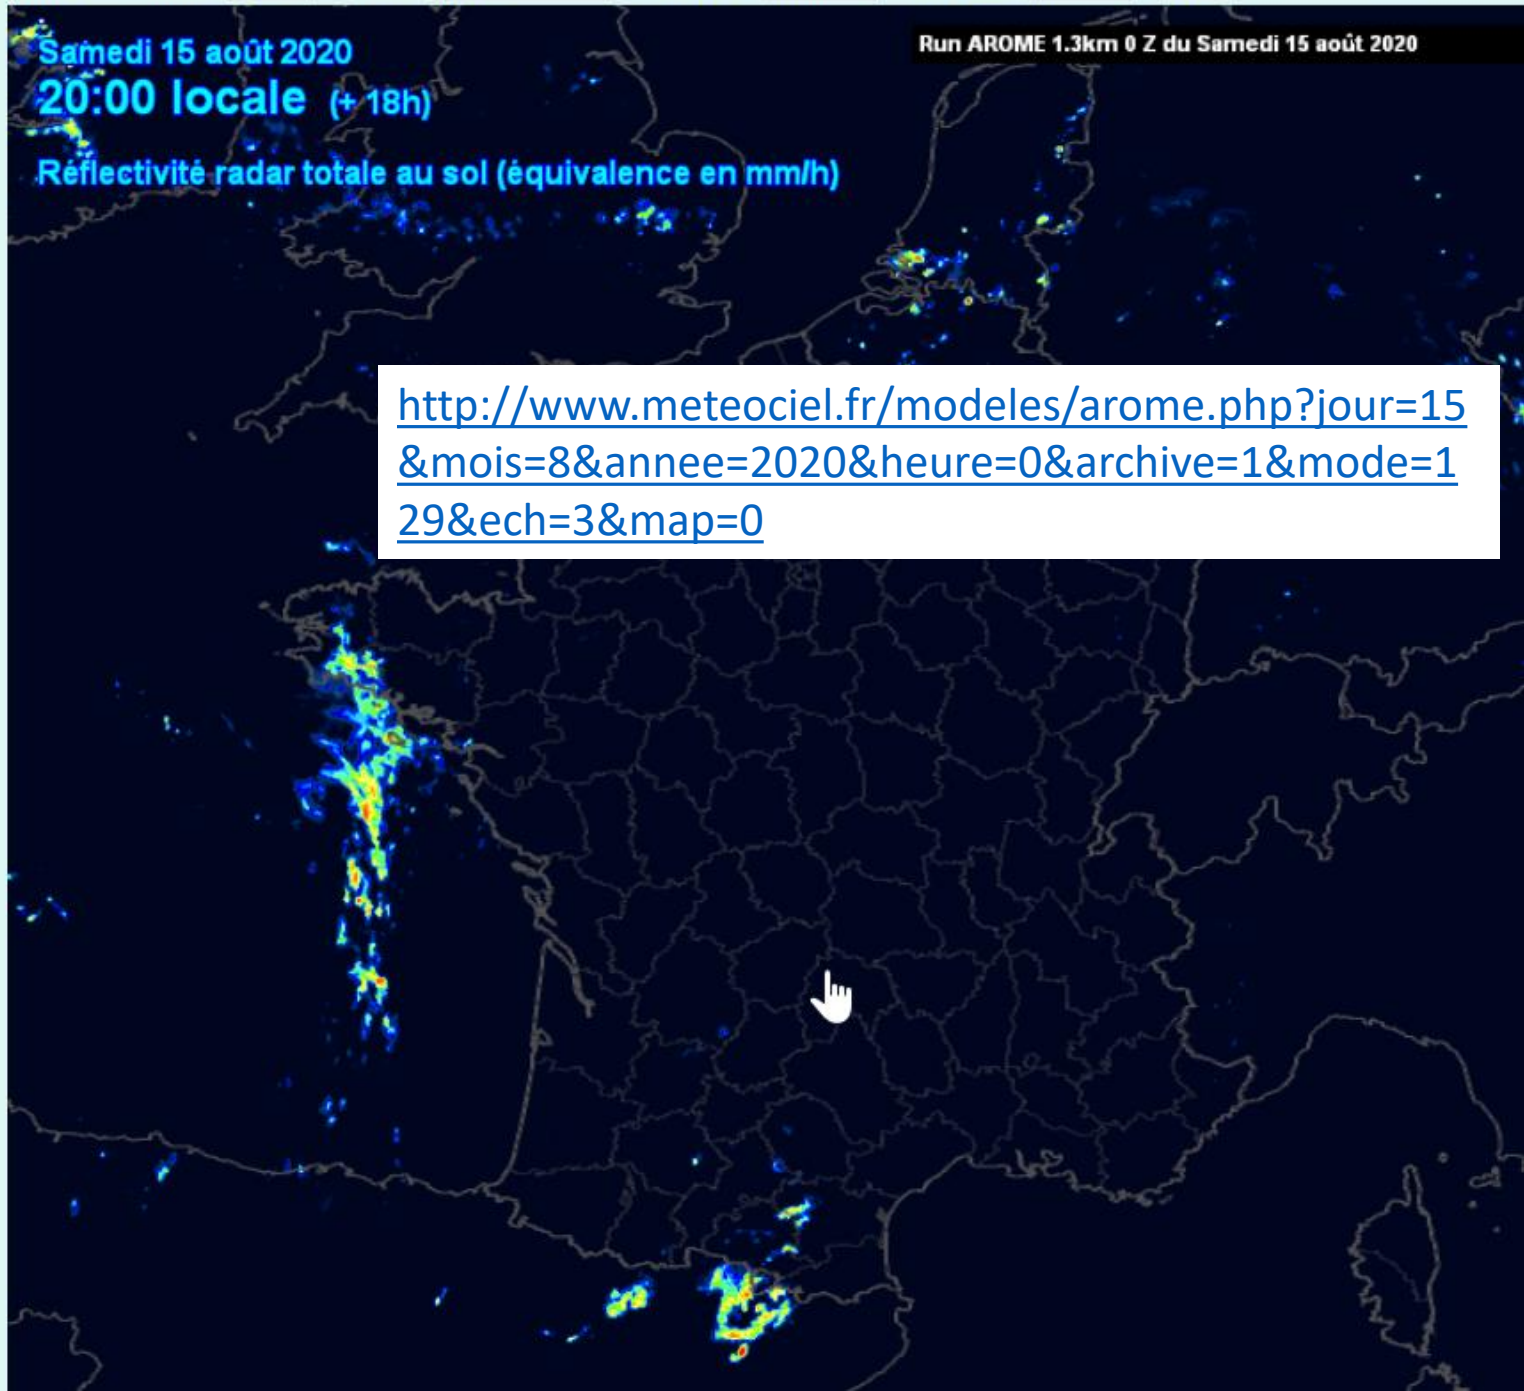 Samedi 15 août 2020
Run AROME 1.3km 0 Z du Samedi 15 août 2020
20:00 locale (+ 18h)
Réflectivité radar totale au sol (équivalence en mm/h)
http://www.meteociel.fr/modeles/arome.php?jour=15
&mois=8&annee=2020&heure=0&archive=1&mode=1
29&ech=3&map=0